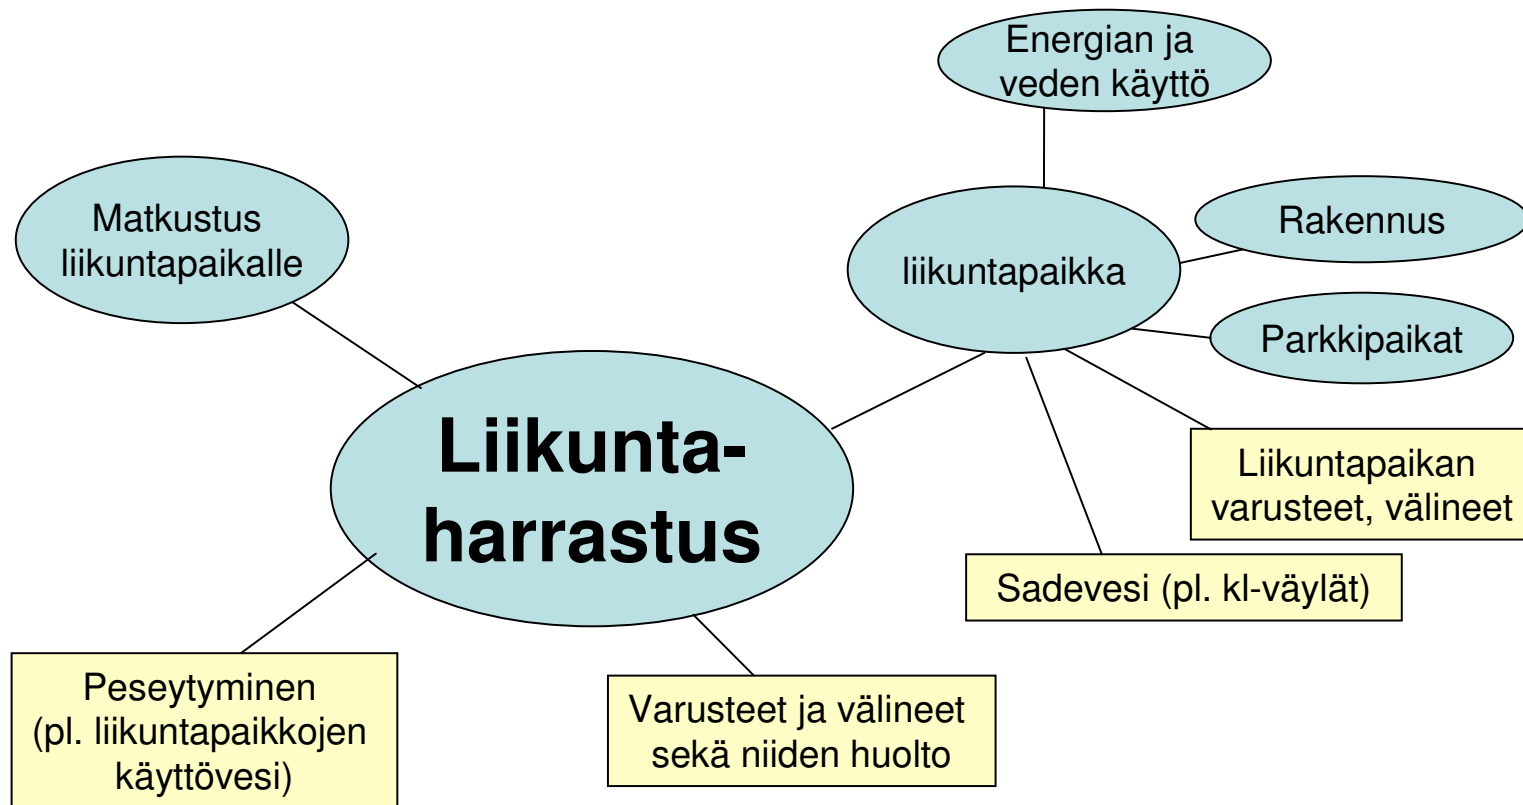 Energian ja
veden käyttö
Matkustus
liikuntapaikalle
Rakennus
liikuntapaikka
Parkkipaikat
Liikunta-
harrastus
Liikuntapaikan
varusteet, välineet
Sadevesi (pl. kl-väylät)
Peseytyminen
(pl. liikuntapaikkojen
käyttövesi)
Varusteet ja välineet
sekä niiden huolto